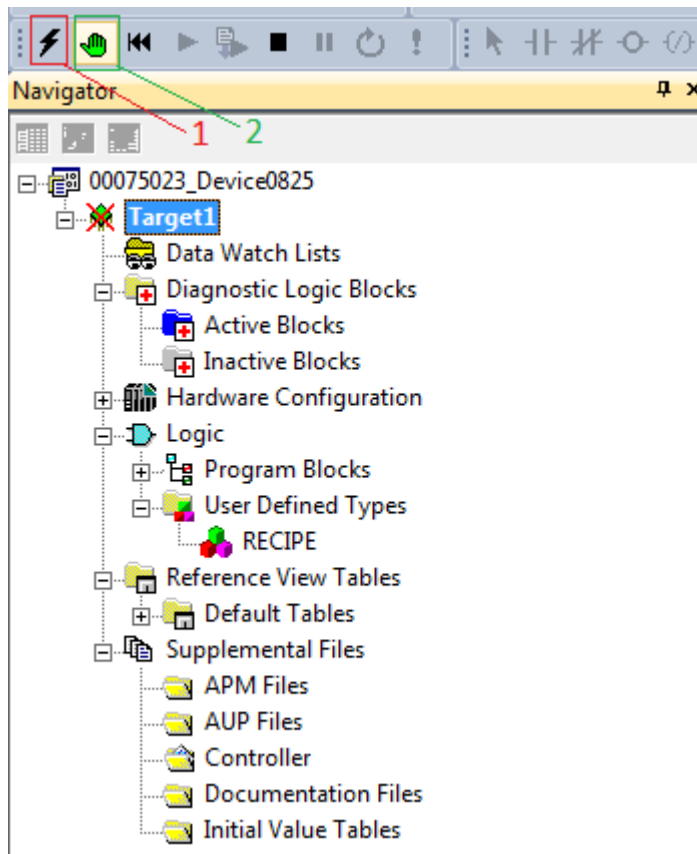 Navigator
1 2
00075023_Device0825
Target1
Data Watch Lists
Diagnostic Logic Blocks
Active Blocks
Inactive Blocks
Hardware Configuration
Logic
Program Blocks
User Defined Types
RECIPE
Reference View Tables
Default Tables
Supplemental Files
APM Files
AUP Files
Controller
Documentation Files
Initial Value Tables